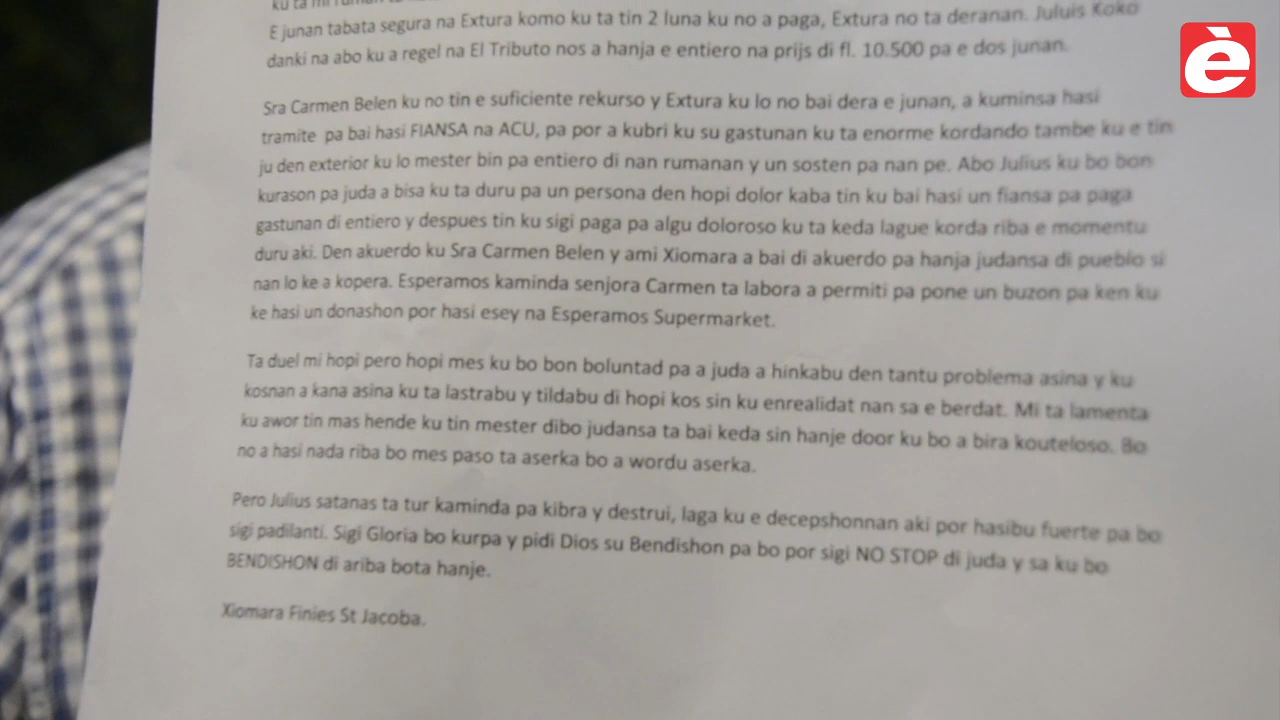 ku ta mi ruman ta
E junan tabata segura na Extura komo ku ta tin 2 luna ku no a paga, Extura no ta deranan. Juluis Koko
danki na abo ku a regel na El Tributo nos a hanja e entiero na prijs di fl. 10.500 pa e dos junan.
Sra Carmen Belen ku no tin e suficiente rekurso y Extura ku lo no bai dera e junan, a kuminsa hasi
tramite pa bai hasi FIANSA na ACU, pa por a kubri ku su gastunan ku ta enorme kordando tambe ku e tin
ju den exterior ku lo mester bin pa entiero di nan rumanan y un sosten pa nan pe. Abo Julius ku bo bon
kurason pa juda a bisa ku ta duru pa un persona den hopi dolor kaba tin ku bai hasi un fiansa pa paga
gastunan di entiero y despues tin ku sigi paga pa algu doloroso ku ta keda lague korda riba e momentu
duru aki. Den akuerdo ku Sra Carmen Belen y ami Xiomara a bai di akuerdo pa hanja judansa di pueblo si
nan lo ke a kopera. Esperamos kaminda senjora Carmen ta labora a permiti pa pone un buzon pa ken ku
ke hasi un donashon por hasi esey na Esperamos Supermarket.
Ta duel mi hopi pero hopi mes ku bo bon boluntad pa a juda a hinkabu den tantu problema asina y ku
kosnan a kana asina ku ta lastrabu y tildabu di hopi kos sin ku enrealidat nan sa e berdat. Mi ta lamenta
ku awor tin mas hende ku tin mester dibo judansa ta bai keda sin hanje door ku bo a bira kouteloso. Bo
no a hasi nada riba bo mes paso ta aserka bo a wordu aserka.
Pero Julius satanas ta tur kaminda pa kibra y destrui, laga ku e decepshonnan aki por hasibu fuerte pa bo
sigi padilanti. Sigi Gloria bo kurpa y pidi Dios su Bendishon pa bo por sigi NO STOP di juda y sa ku bo
BENDISHON di ariba bota hanje.
Xiomara Finies St Jacoba.
è